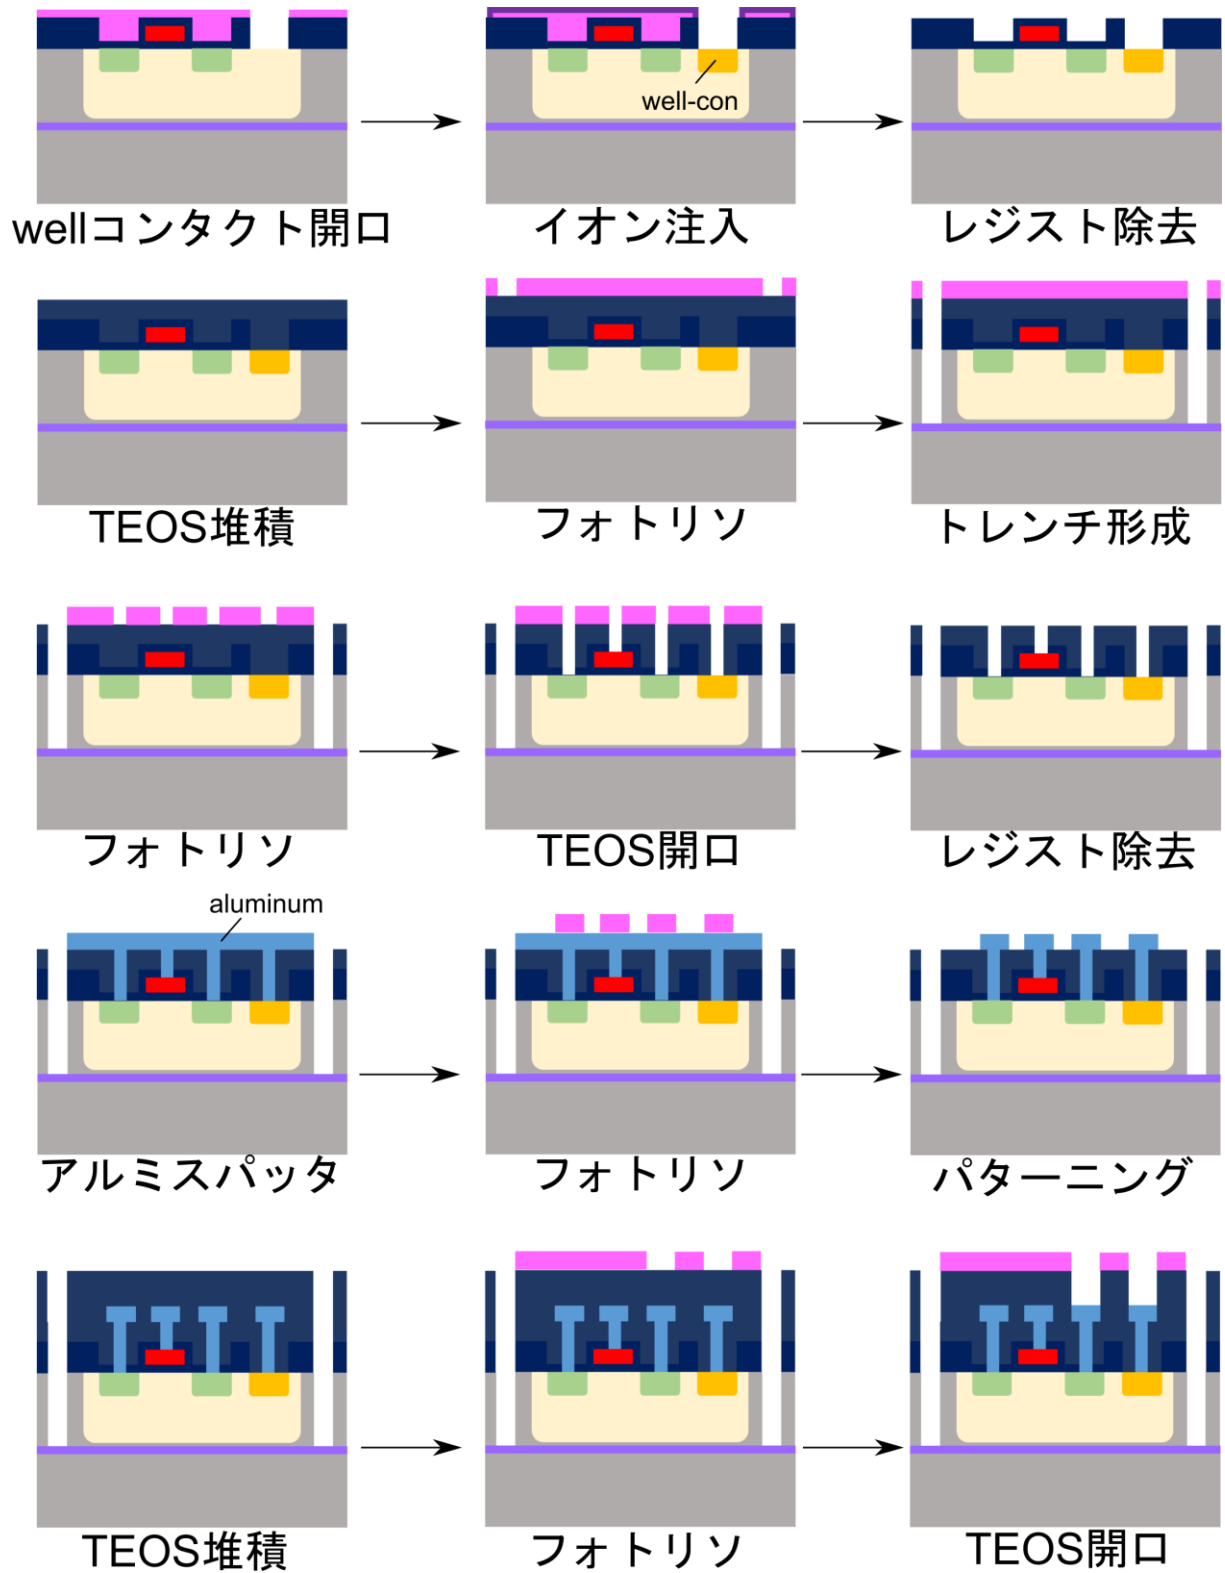 well-con
wellコンタクト開口
イオン注入
レジスト除去
TEOS堆積
フォトリソ
トレンチ形成
フォトリソ
TEOS開口
レジスト除去
aluminum
アルミスパッタ
フォトリソ
パターニング
TEOS堆積
フォトリソ
TEOS開口